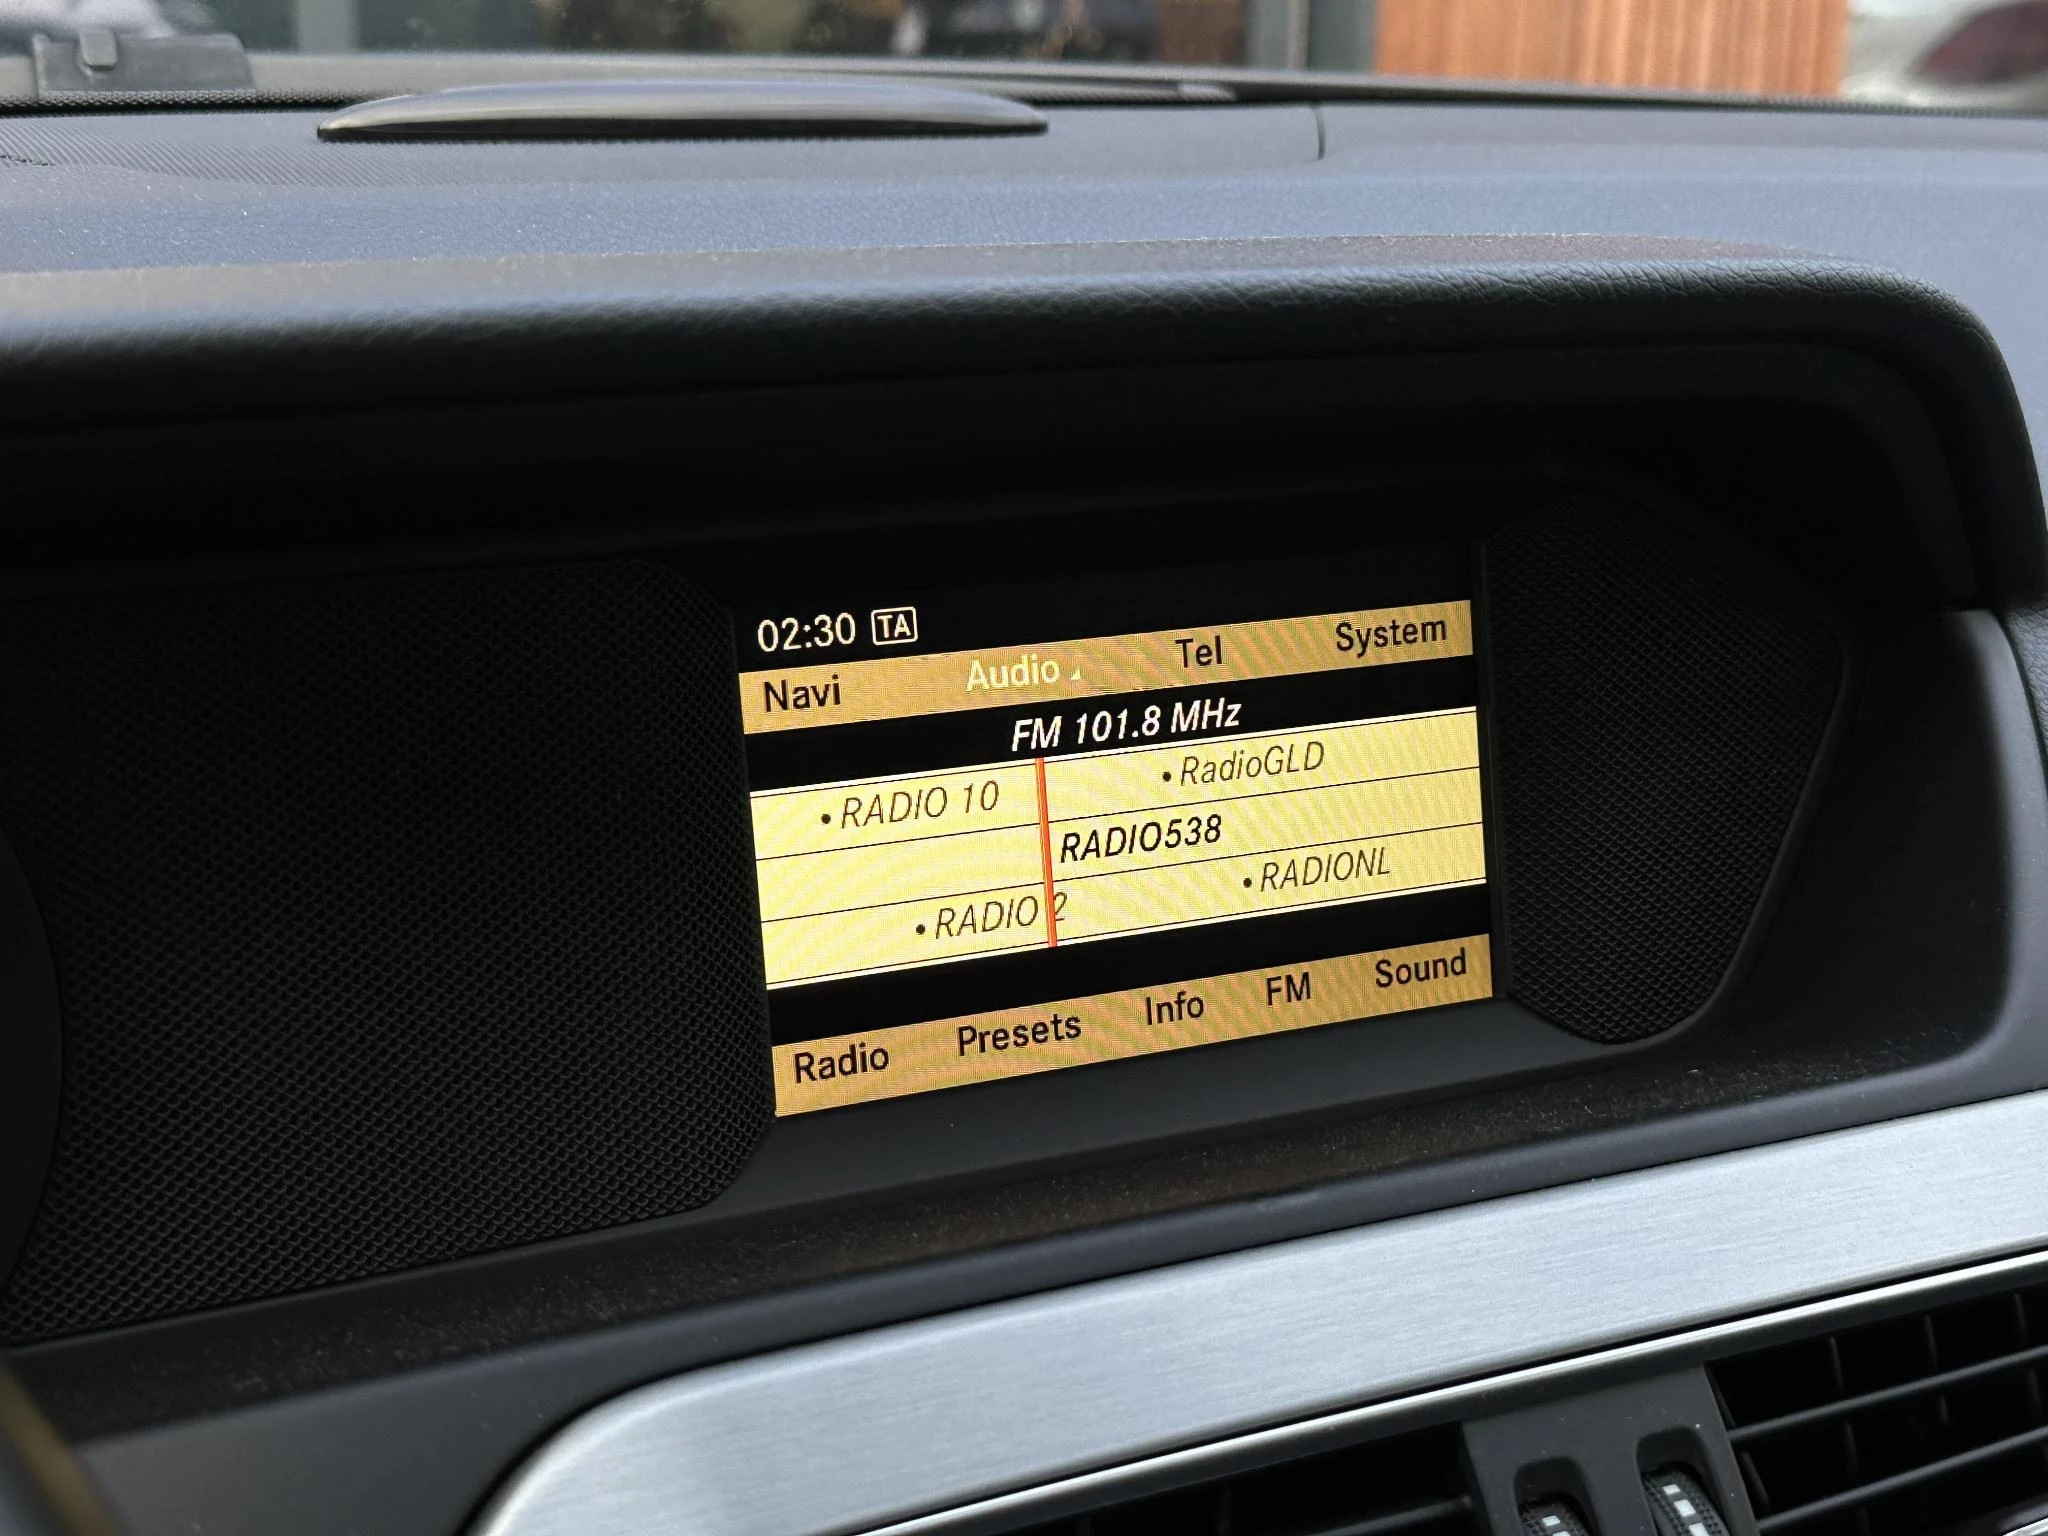 02:30 TA
Navi Audio Tel System
FM 101.8 MHz
• RADIO 10 • RadioGLD
RADIO538
• RADIO 2 • RADIONL
Radio Presets Info FM Sound